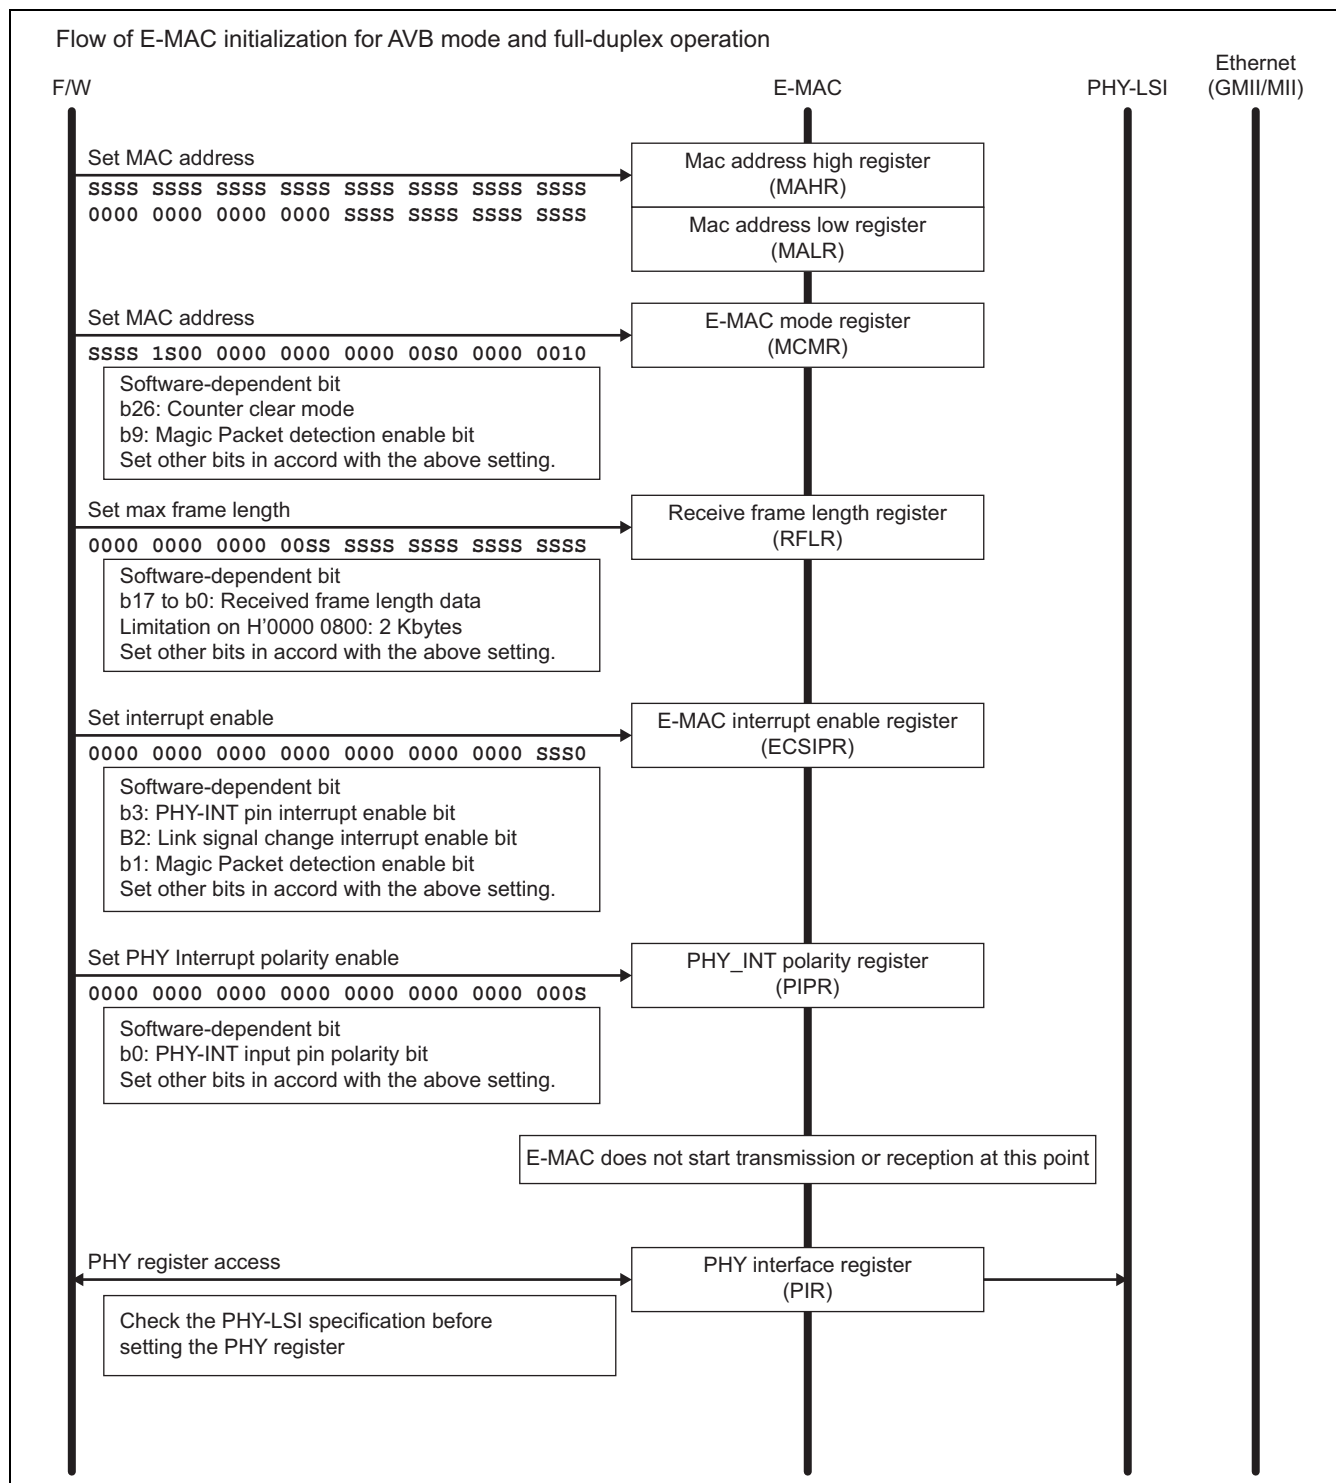 Flow of E-MAC initialization for AVB mode and full-duplex operation
F/W
E-MAC
PHY-LSI
Ethernet
(GMII/MII)
Set MAC address
SSSS SSSS SSSS SSSS SSSS SSSS SSSS SSSS
0000 0000 0000 0000 SSSS SSSS SSSS SSSS
Mac address high register
(MAHR)
Mac address low register
(MALR)
Set MAC address
SSSS 1S00 0000 0000 0000 00S0 0000 0010
E-MAC mode register
(MCMR)
Software-dependent bit
b26: Counter clear mode
b9: Magic Packet detection enable bit
Set other bits in accord with the above setting.
Set max frame length
0000 0000 0000 00SS SSSS SSSS SSSS SSSS
Receive frame length register
(RFLR)
Software-dependent bit
b17 to b0: Received frame length data
Limitation on H'0000 0800: 2 Kbytes
Set other bits in accord with the above setting.
Set interrupt enable
0000 0000 0000 0000 0000 0000 0000 SSS0
E-MAC interrupt enable register
(ECSIPR)
Software-dependent bit
b3: PHY-INT pin interrupt enable bit
B2: Link signal change interrupt enable bit
b1: Magic Packet detection enable bit
Set other bits in accord with the above setting.
Set PHY Interrupt polarity enable
0000 0000 0000 0000 0000 0000 0000 000S
PHY_INT polarity register
(PIPR)
Software-dependent bit
b0: PHY-INT input pin polarity bit
Set other bits in accord with the above setting.
E-MAC does not start transmission or reception at this point
PHY register access
PHY interface register
(PIR)
Check the PHY-LSI specification before
setting the PHY register